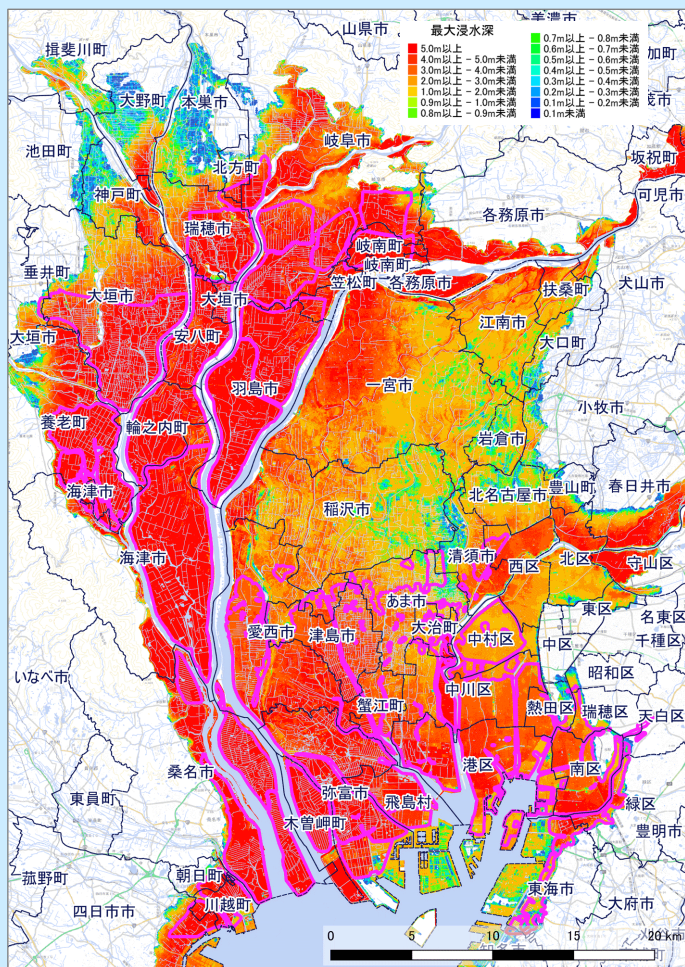 美濃市
山県市
最大浸水深
5.0m以上
4.0m以上 - 5.0m未満
3.0m以上 - 4.0m未満
2.0m以上 - 3.0m未満
1.0m以上 - 2.0m未満
0.9m以上 - 1.0m未満
0.8m以上 - 0.9m未満
0.7m以上 - 0.8m未満
0.6m以上 - 0.7m未満
0.5m以上 - 0.6m未満
0.4m以上 - 0.5m未満
0.3m以上 - 0.4m未満
0.2m以上 - 0.3m未満
0.1m以上 - 0.2m未満
0.1m未満
揖斐川町
加町
大野町
本巣市
茂市
岐阜市
池田町
北方町
坂祝町
神戸町
可児市
各務原市
瑞穂市
岐南町
岐南町
垂井町
笠松町
各務原市
大垣市
大垣市
扶桑町
犬山市
江南市
大垣市
安八町
大口町
羽島市
一宮市
小牧市
養老町
輪之内町
岩倉市
海津市
北名古屋市
豊山町
春日井市
稲沢市
海津市
清須市
西区
北区
守山区
あま市
東区
名東区
愛西市
津島市
大治町
中村区
中区
千種区
いなべ市
昭和区
中川区
蟹江町
熱田区
瑞穂区
天白区
港区
南区
桑名市
弥富市
飛島村
緑区
東員町
木曽岬町
豊明市
朝日町
菰野町
東海市
川越町
大府市
四日市市
刈谷市
知多市
0
5
10
15
20 km